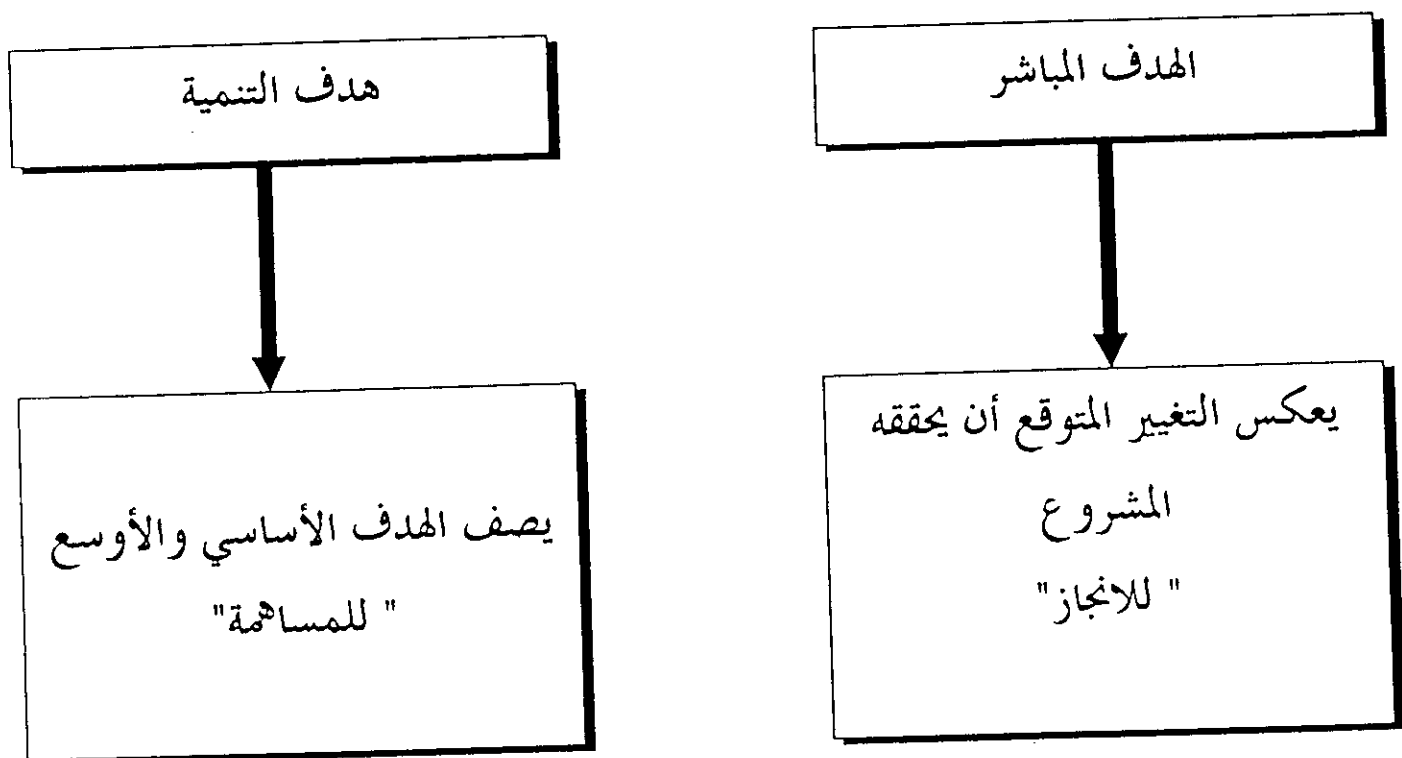 الهدف المباشر
يعكس التغيير المتوقع أن يحققه
المشروع
" للانجاز"
هدف التنمية
يصف الهدف الأساسي والأوسع
" للمساهمة"